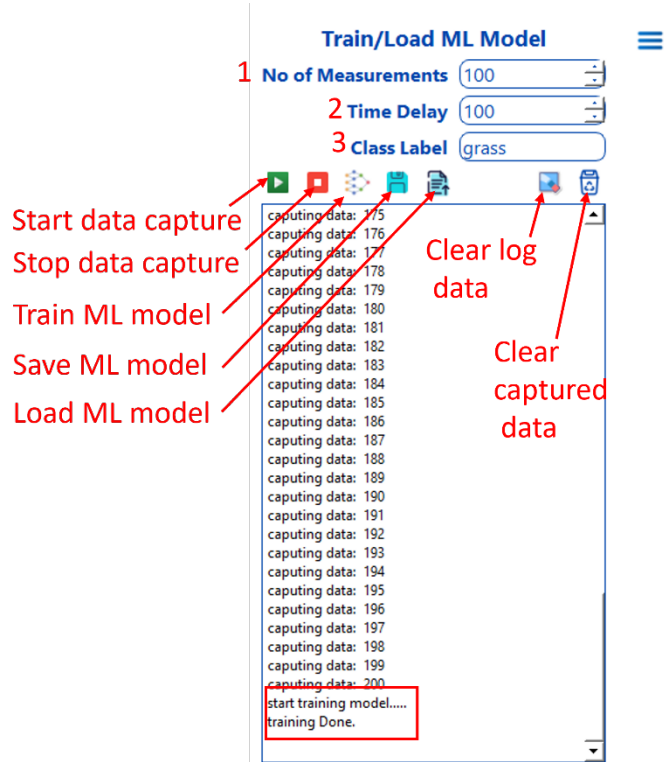 Train/Load ML Model
1 No of Measurements 100
2 Time Delay 100
3 Class Label grass
Start data capture
Stop data capture
Train ML model
Save ML model
Load ML model
Clear log
data
Clear
captured
data
caputing data: 175
caputing data: 176
caputing data: 177
caputing data: 178
caputing data: 179
caputing data: 180
caputing data: 181
caputing data: 182
caputing data: 183
caputing data: 184
caputing data: 185
caputing data: 186
caputing data: 187
caputing data: 188
caputing data: 189
caputing data: 190
caputing data: 191
caputing data: 192
caputing data: 193
caputing data: 194
caputing data: 195
caputing data: 196
caputing data: 197
caputing data: 198
caputing data: 199
caputing data: 200
start training model.....
training Done.